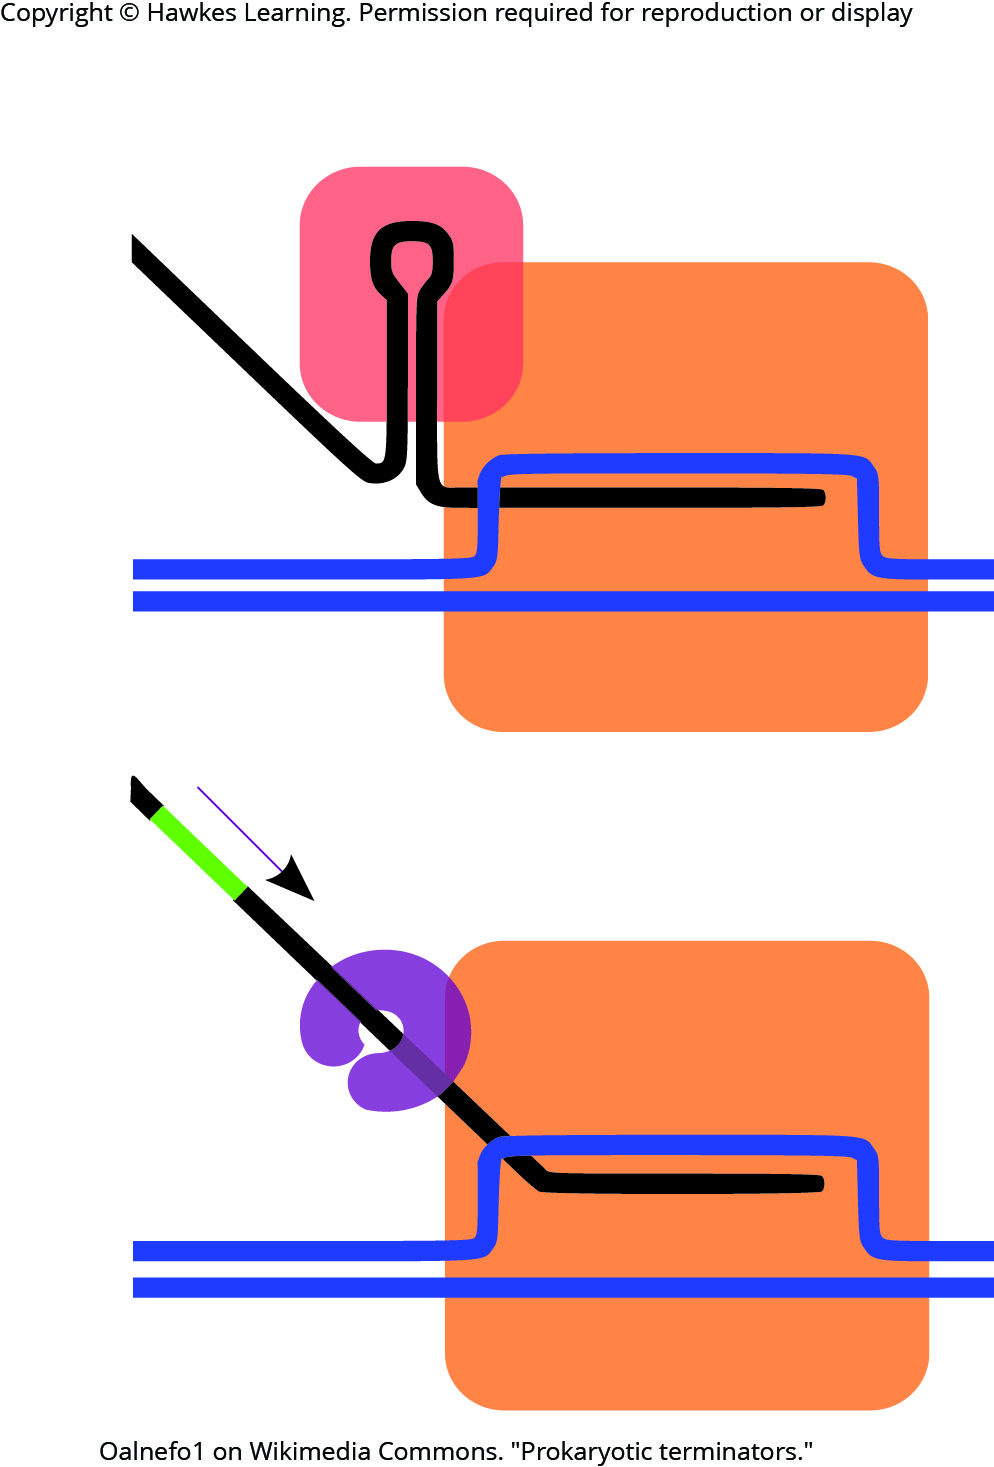 Copyright © Hawkes Learning. Permission required for reproduction or display
Oalnefo1 on Wikimedia Commons. "Prokaryotic terminators."